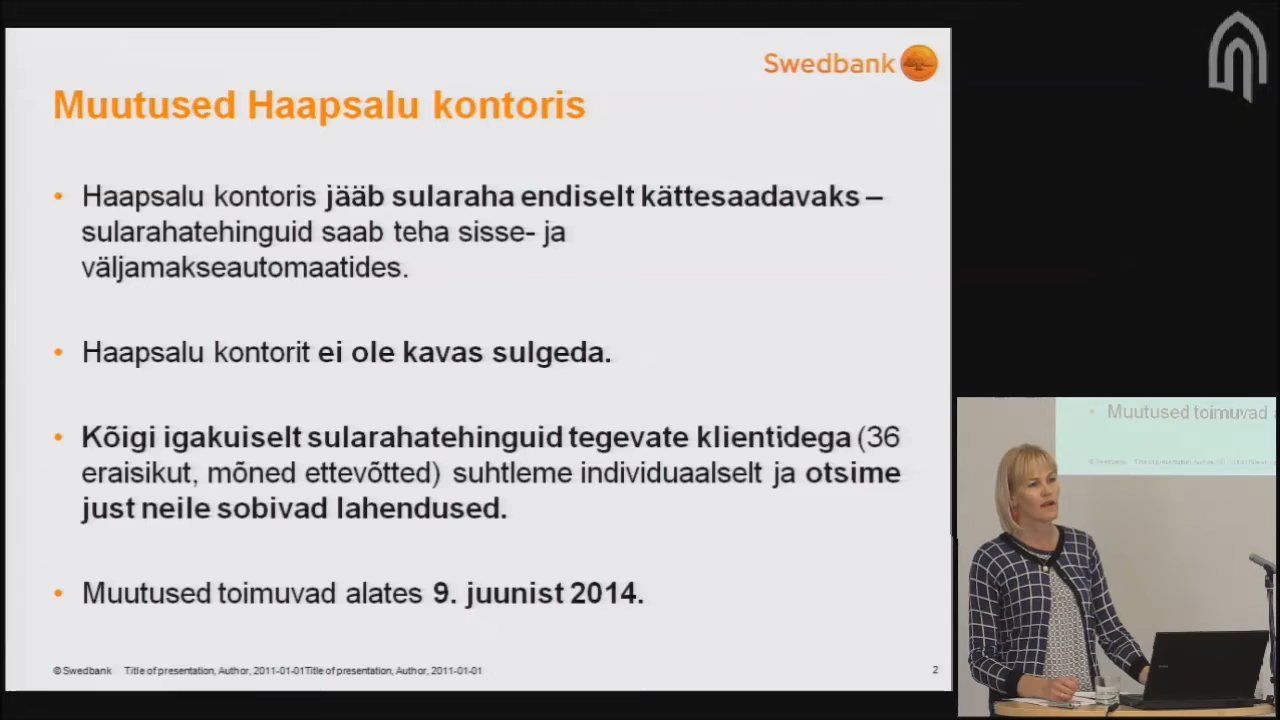 Swedbank
Muutused Haapsalu kontoris
• Haapsalu kontoris jääb sularaha endiselt kättesaadavaks –
sularahatehinguid saab teha sisse- ja
väljamakseautomaatides.
• Haapsalu kontorit ei ole kavas sulgeda.
• Kõigi igakuiselt sularahatehinguid tegevate klientidega (36
eraisikut, mõned ettevõtted) suhtleme individuaalselt ja otsime
just neile sobivad lahendused.
• Muutused toimuvad alates 9. juunist 2014.
© Swedbank Title of presentation, Author, 2011-01-01Title of presentation, Author, 2011-01-01 2
• Muutused toimuvad